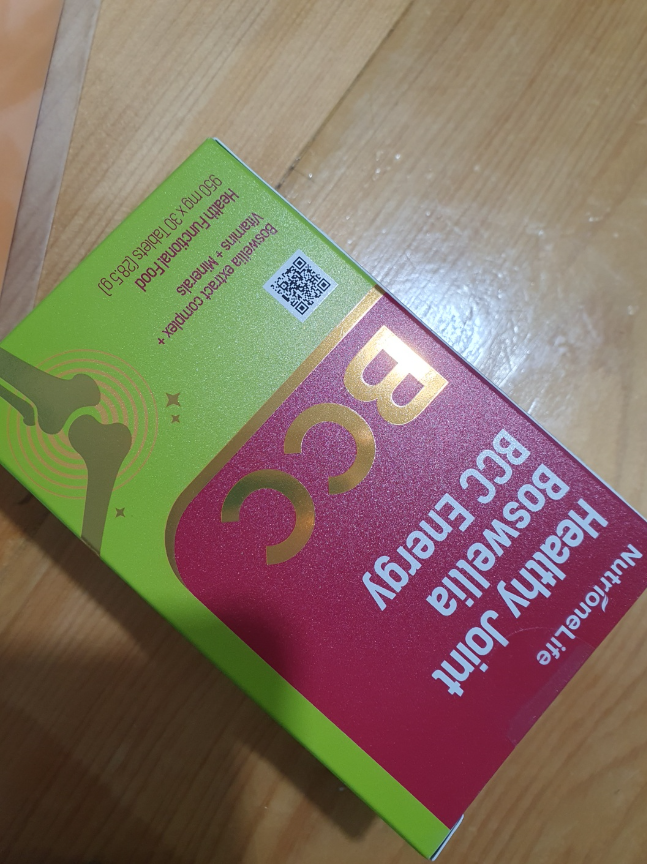 NutrioneLife
Healthy Joint
Boswellia
BCC Energy
BCC
Boswellia extract complex +
Vitamins + Minerals
Health Functional Food
950 mg x 30 Tablets [28.5 g]